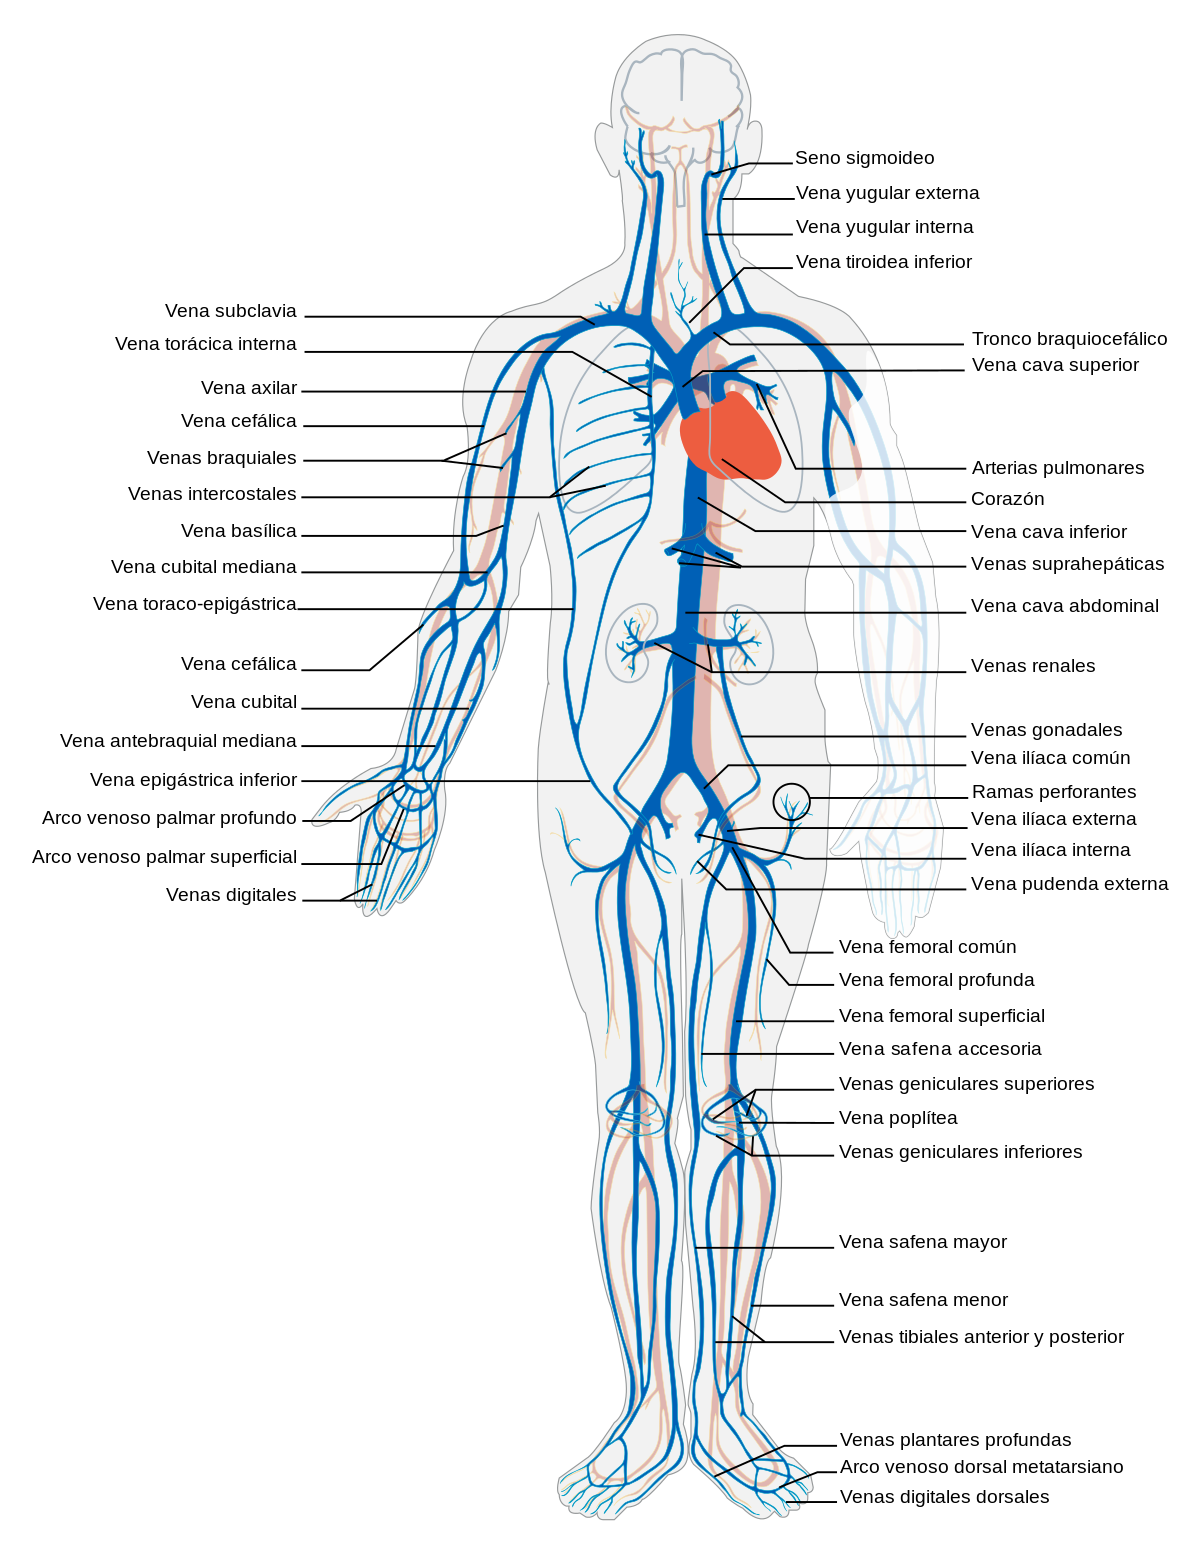 Seno sigmoideo
Vena yugular externa
Vena yugular interna
Vena tiroidea inferior
Vena subclavia
Vena torácica interna
Vena axilar
Vena cefálica
Venas braquiales
Venas intercostales
Vena basílica
Vena cubital mediana
Vena toraco-epigástrica
Vena cefálica
Vena cubital
Vena antebraquial mediana
Vena epigástrica inferior
Arco venoso palmar profundo
Arco venoso palmar superficial
Venas digitales
Tronco braquiocefálico
Vena cava superior
Arterias pulmonares
Corazón
Vena cava inferior
Venas suprahepáticas
Vena cava abdominal
Venas renales
Venas gonadales
Vena ilíaca común
Ramas perforantes
Vena ilíaca externa
Vena ilíaca interna
Vena pudenda externa
Vena femoral común
Vena femoral profunda
Vena femoral superficial
Vena safena accesoria
Venas geniculares superiores
Vena poplítea
Venas geniculares inferiores
Vena safena mayor
Vena safena menor
Venas tibiales anterior y posterior
Venas plantares profundas
Arco venoso dorsal metatarsiano
Venas digitales dorsales